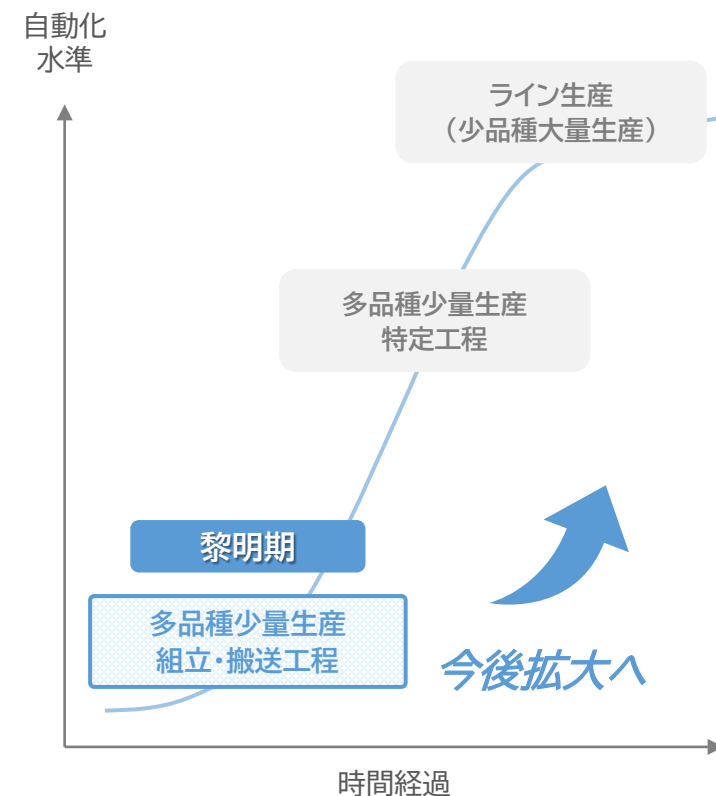 自動化
水準
ライン生産
（少品種大量生産）
多品種少量生産
特定工程
黎明期
多品種少量生産
組立・搬送工程
今後拡大へ
時間経過